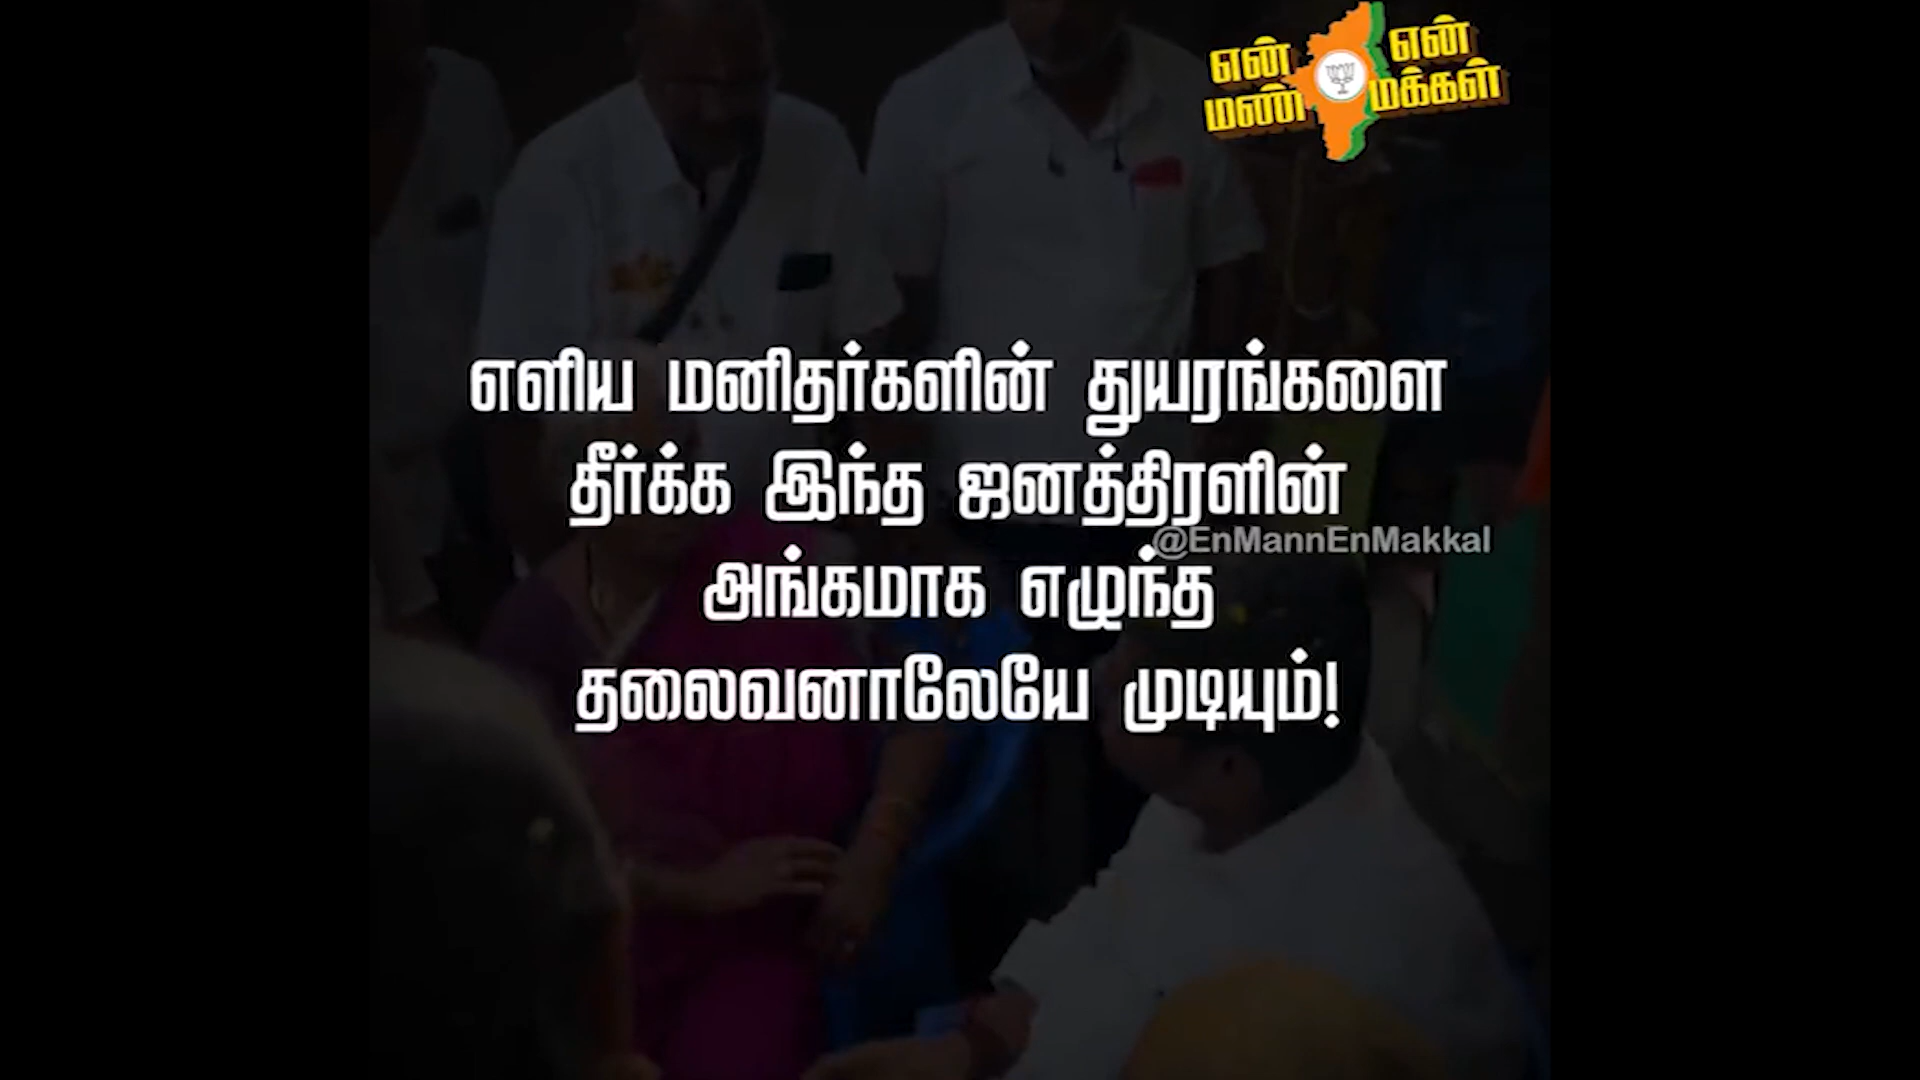 என் என்
மண் மக்கள்
எளிய மனிதர்களின் துயரங்களை
தீர்க்க இந்த ஜனத்திரளின்
@EnMannEnMakkal
அங்கமாக எழுந்த
தலைவனாலேயே முடியும்!